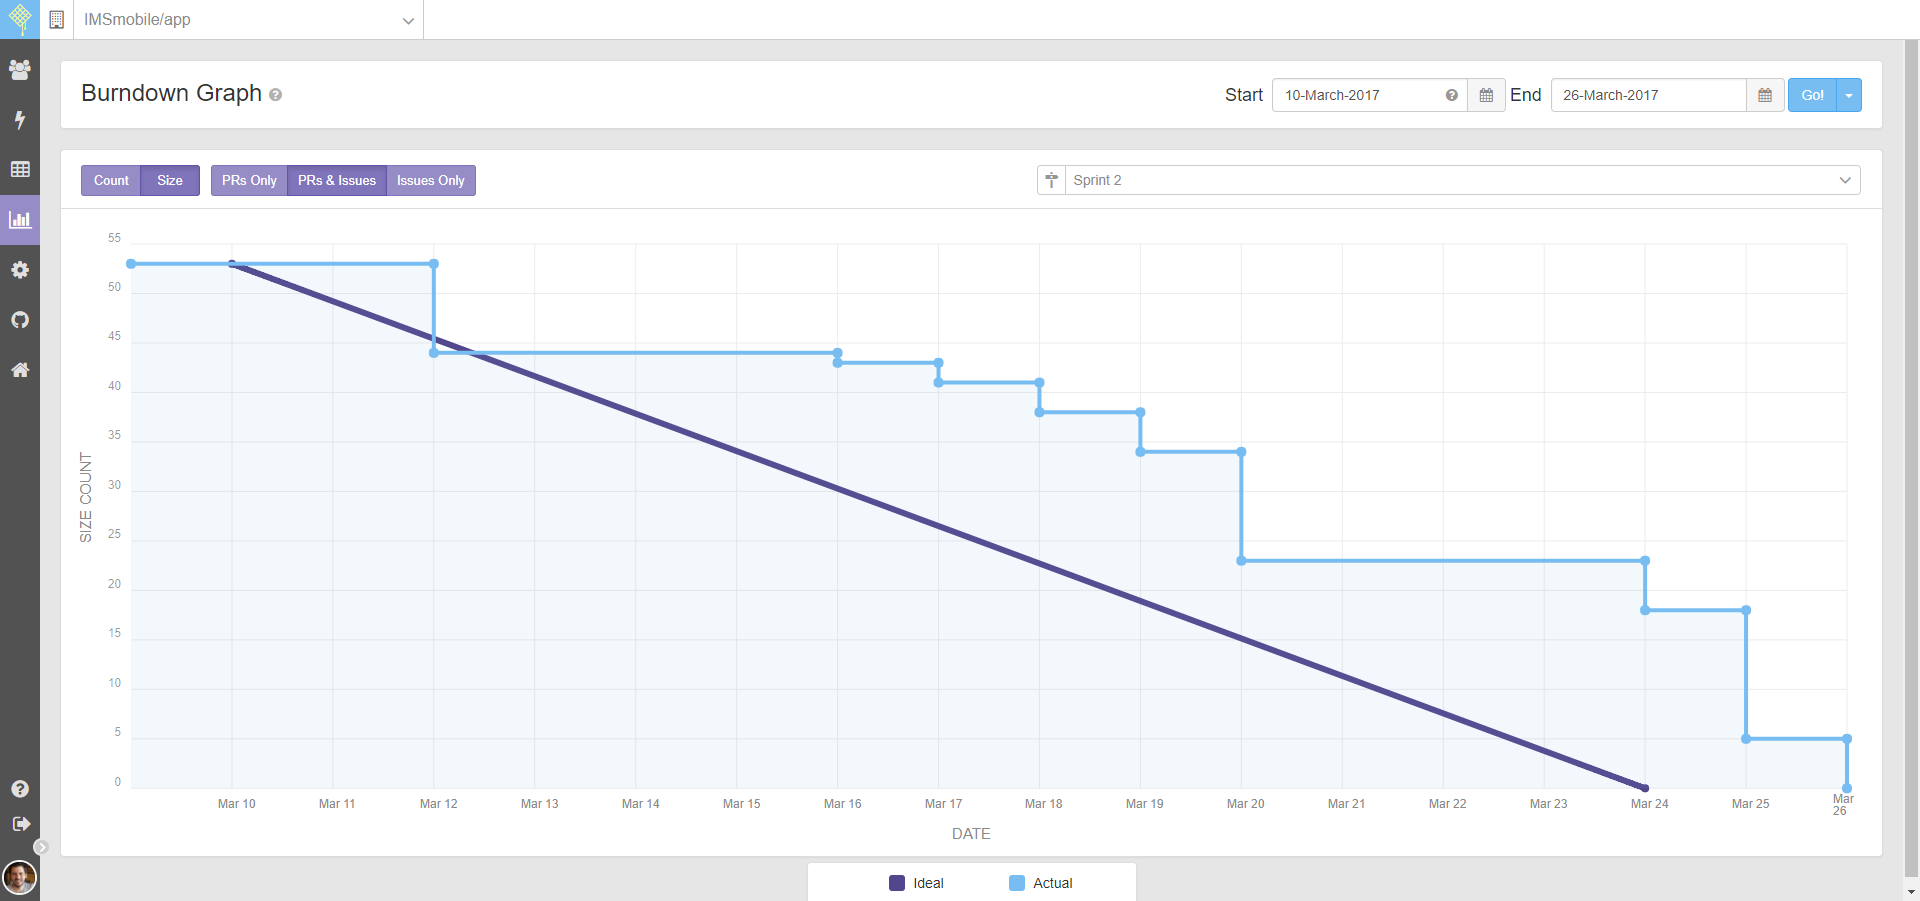 IMSmobile/app
Burndown Graph
Start 10-March-2017 End 26-March-2017 Go!
Count Size PRs Only PRs & Issues Issues Only Sprint 2
55
50
45
40
35
30
25
20
15
10
5
0
SIZE COUNT
Mar 10 Mar 11 Mar 12 Mar 13 Mar 14 Mar 15 Mar 16 Mar 17 Mar 18 Mar 19 Mar 20 Mar 21 Mar 22 Mar 23 Mar 24 Mar 25 Mar 26
DATE
Ideal Actual